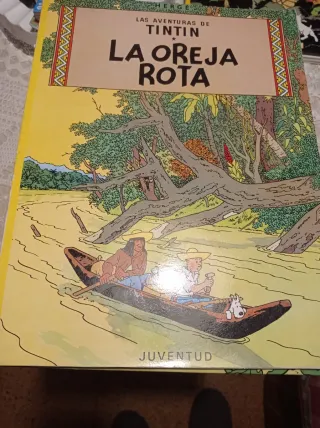 HERGÉ
LAS AVENTURAS DE
TINTIN
LA OREJA
ROTA
JUVENTUD